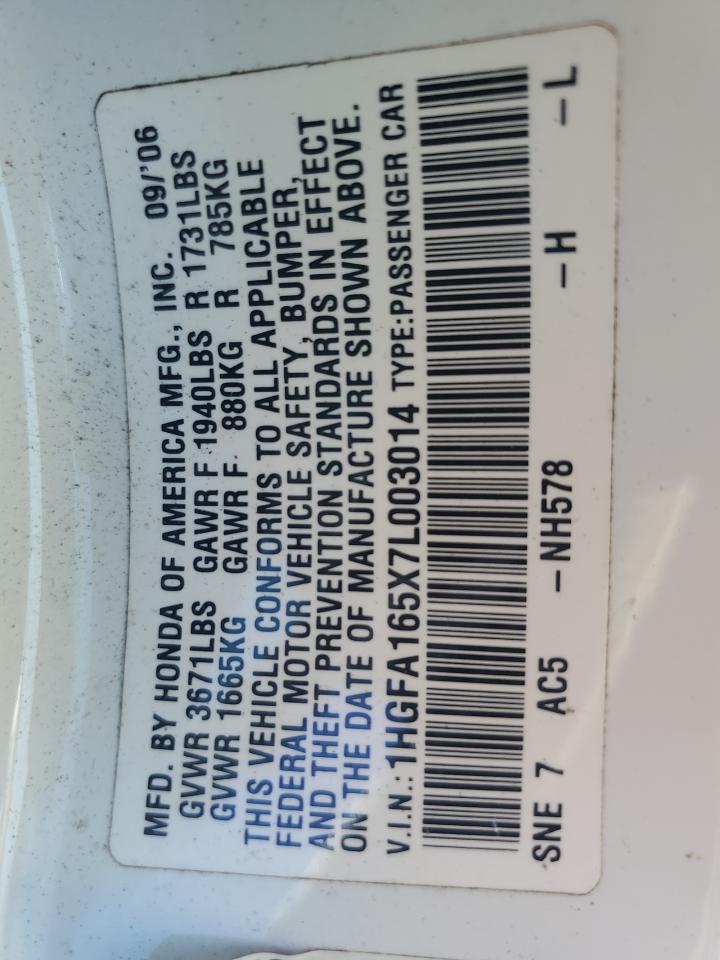 MFD. BY HONDA OF AMERICA MFG., INC. 09/'06
GVWR 3671LBS GAWR F 1940LBS R 1731LBS
GVWR 1665KG GAWR F 880KG R 785KG
THIS VEHICLE CONFORMS TO ALL APPLICABLE
FEDERAL MOTOR VEHICLE SAFETY, BUMPER,
AND THEFT PREVENTION STANDARDS IN EFFECT
ON THE DATE OF MANUFACTURE SHOWN ABOVE.
V.I.N.: 1HGFA165X7L003014 TYPE:PASSENGER CAR
SNE 7 AC5 -NH578 -H -L